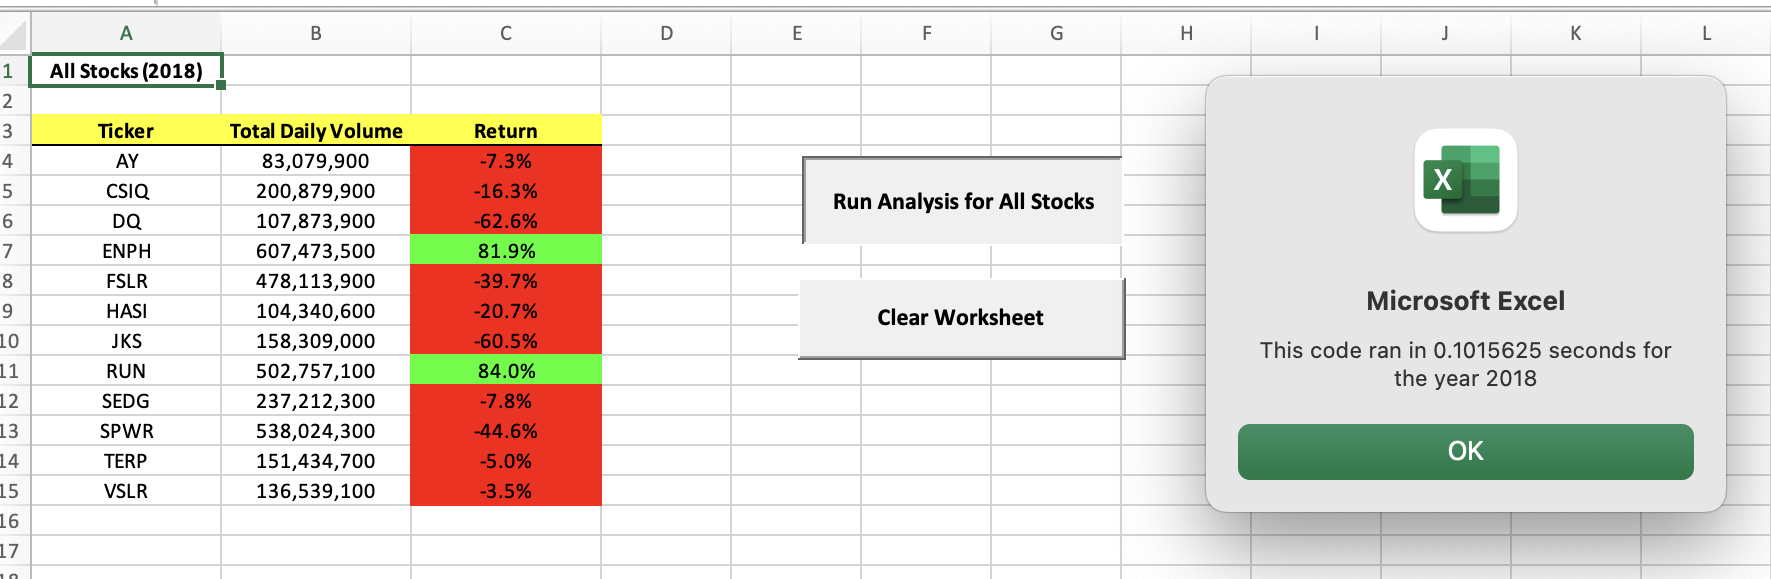 A B C D E F G H I J K L
1 All Stocks (2018)
2
3 Ticker Total Daily Volume Return
4 AY 83,079,900 -7.3%
5 CSIQ 200,879,900 -16.3%
6 DQ 107,873,900 -62.6%
7 ENPH 607,473,500 81.9%
8 FSLR 478,113,900 -39.7%
9 HASI 104,340,600 -20.7%
10 JKS 158,309,000 -60.5%
11 RUN 502,757,100 84.0%
12 SEDG 237,212,300 -7.8%
13 SPWR 538,024,300 -44.6%
14 TERP 151,434,700 -5.0%
15 VSLR 136,539,100 -3.5%
16
17
18
Run Analysis for All Stocks
Clear Worksheet
X
Microsoft Excel
This code ran in 0.1015625 seconds for
the year 2018
OK